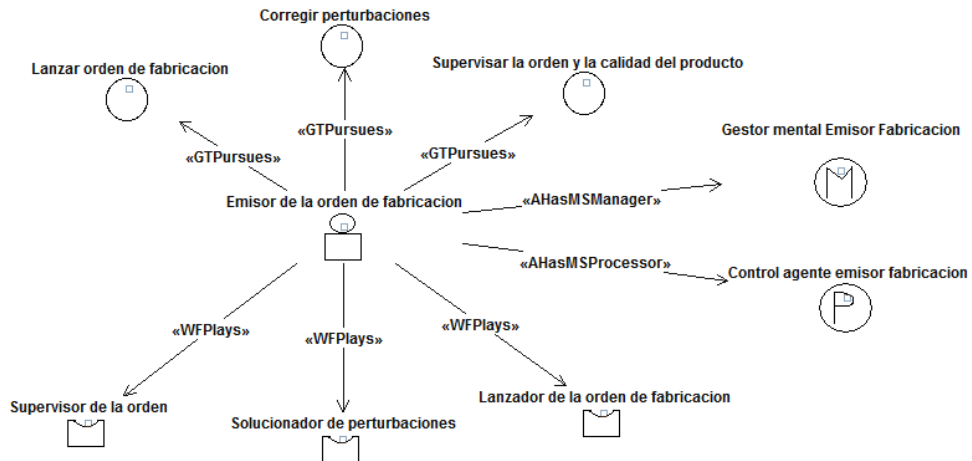 Corregir perturbaciones
Lanzar orden de fabricacion
Supervisar la orden y la calidad del producto
«GTPursues»
«GTPursues»
«GTPursues»
Gestor mental Emisor Fabricacion
M
Emisor de la orden de fabricacion
«AHasMSManager»
«AHasMSProcessor»
Control agente emisor fabricacion
P
«WFPlays»
«WFPlays»
«WFPlays»
Supervisor de la orden
Solucionador de perturbaciones
Lanzador de la orden de fabricacion